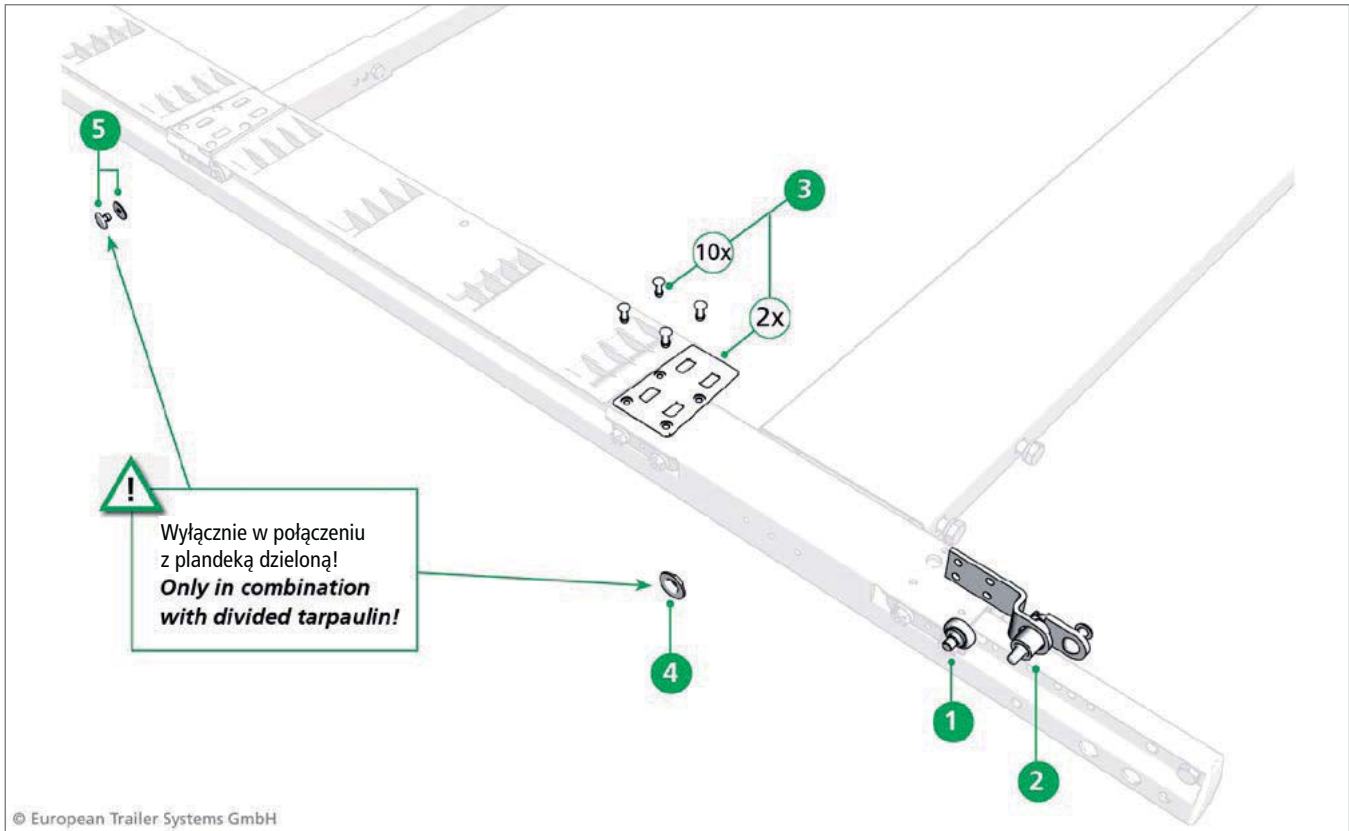 5
3
10x
2x
!
Wyłącznie w połączeniu
z plandeką dzieloną!
Only in combination
with divided tarpaulin!
4
1
2
© European Trailer Systems GmbH